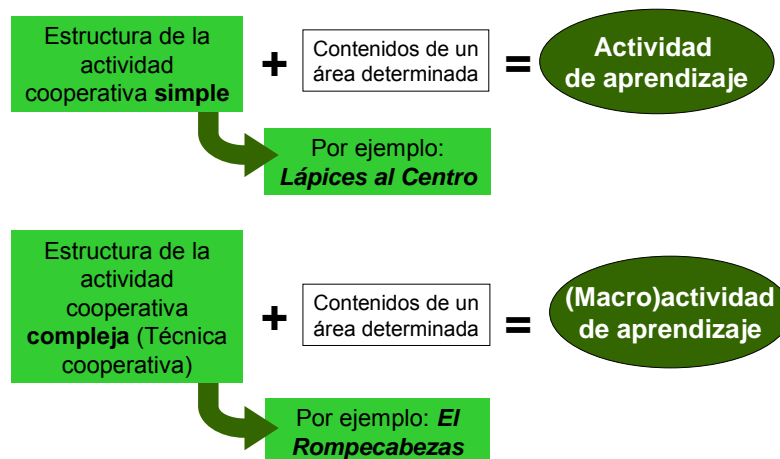 Estructura de la
actividad
cooperativa simple
+
Contenidos de un
área determinada
=
Actividad
de aprendizaje
Por ejemplo:
Lápices al Centro
Estructura de la
actividad
cooperativa
compleja (Técnica
cooperativa)
+
Contenidos de un
área determinada
=
(Macro)actividad
de aprendizaje
Por ejemplo: El
Rompecabezas